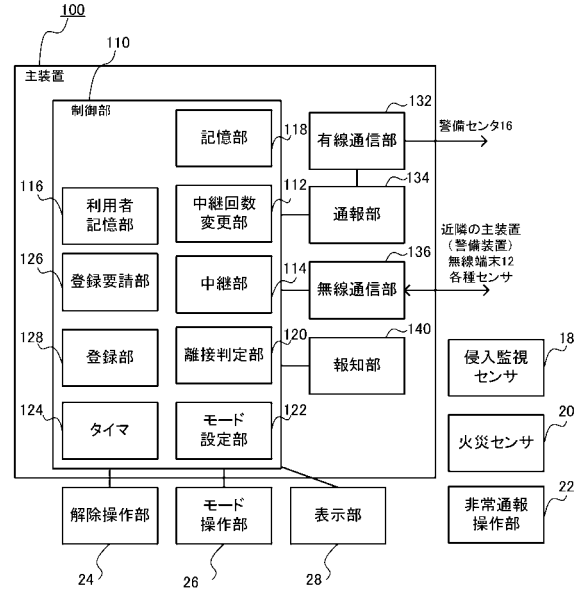 100
110
主装置
制御部
132
118
記憶部
有線通信部
警備センタ16
134
116
利用者
記憶部
112
中継回数
変更部
通報部
126
登録要請部
114
中継部
136
無線通信部
近隣の主装置
（警備装置）
無線端末12
各種センサ
128
登録部
120
離接判定部
140
報知部
18
侵入監視
センサ
124
タイマ
122
モード
設定部
20
火災センサ
解除操作部
モード
操作部
表示部
22
非常通報
操作部
24
26
28